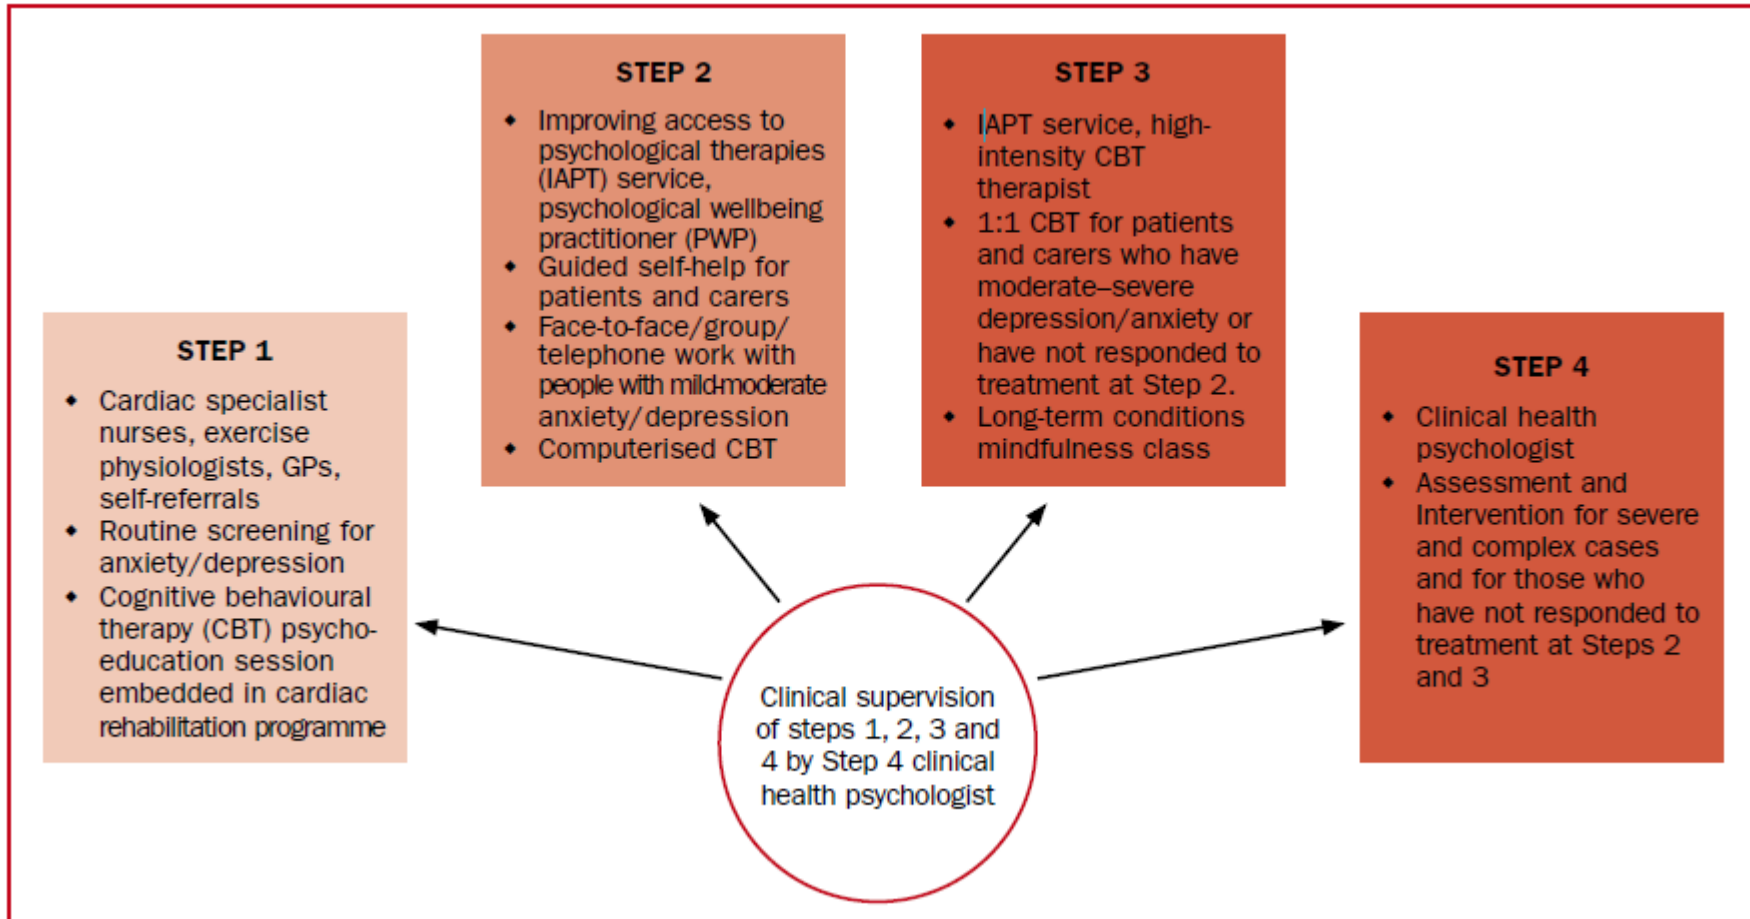 STEP 1
◆ Cardiac specialist
nurses, exercise
physiologists, GPs,
self-referrals
◆ Routine screening for
anxiety/depression
◆ Cognitive behavioural
therapy (CBT) psycho-
education session
embedded in cardiac
rehabilitation programme
STEP 2
◆ Improving access to
psychological therapies
(IAPT) service,
psychological wellbeing
practitioner (PWP)
◆ Guided self-help for
patients and carers
◆ Face-to-face/group/
telephone work with
people with mild-moderate
anxiety/depression
◆ Computerised CBT
STEP 3
◆ IAPT service, high-
intensity CBT
therapist
◆ 1:1 CBT for patients
and carers who have
moderate–severe
depression/anxiety or
have not responded to
treatment at Step 2.
◆ Long-term conditions
mindfulness class
STEP 4
◆ Clinical health
psychologist
◆ Assessment and
Intervention for severe
and complex cases
and for those who
have not responded to
treatment at Steps 2
and 3
Clinical supervision
of steps 1, 2, 3 and
4 by Step 4 clinical
health psychologist